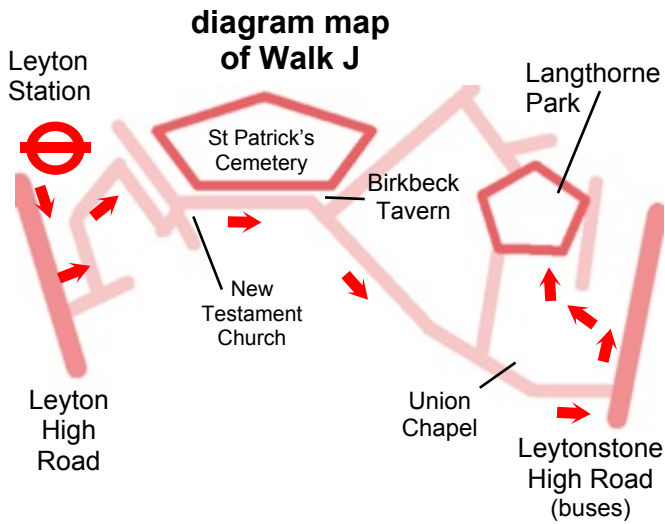 diagram map
of Walk J
Leyton
Station
Langthorne
Park
St Patrick's
Cemetery
Birkbeck
Tavern
New
Testament
Church
Leyton
High
Road
Union
Chapel
Leytonstone
High Road
(buses)